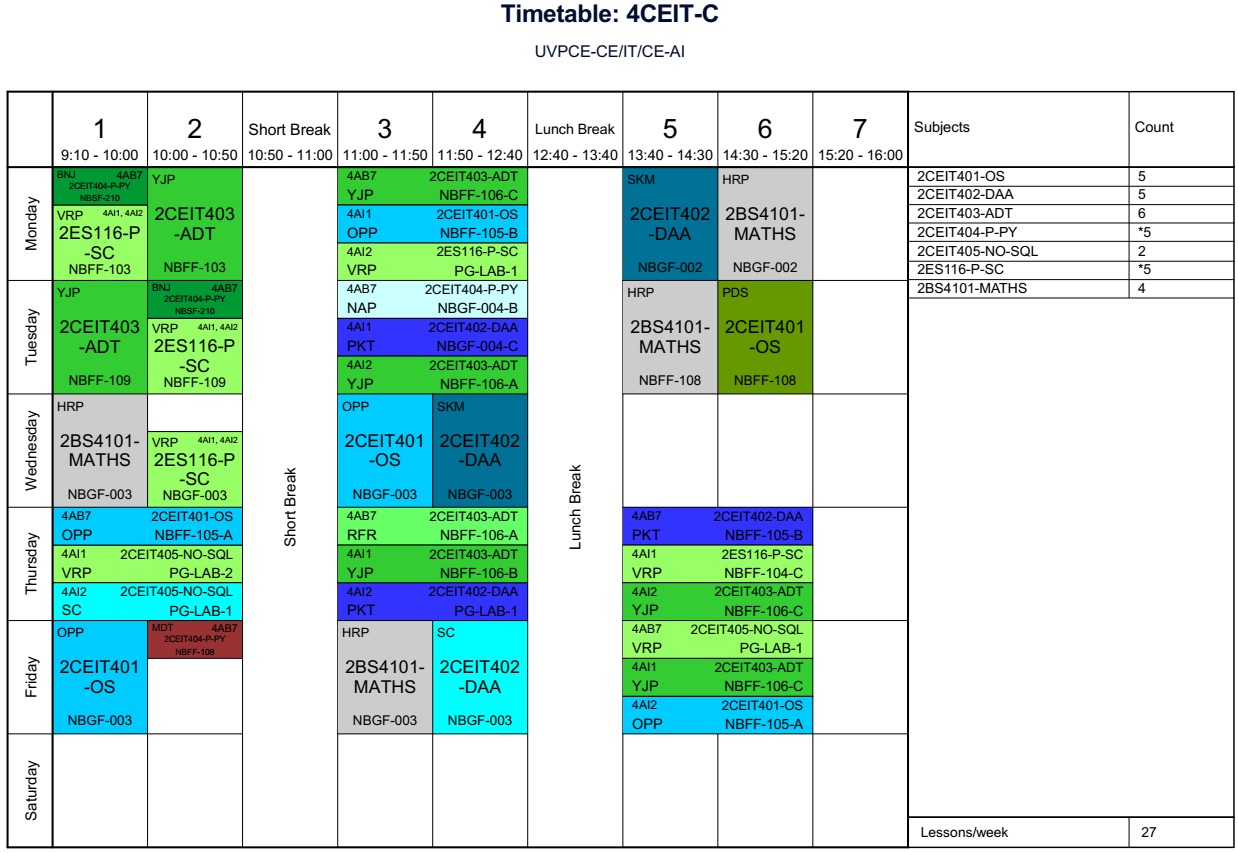 Timetable: 4CEIT-C
UVPCE-CE/IT/CE-AI
1 2 Short Break 3 4 Lunch Break 5 6 7 Subjects Count
9:10 - 10:00 10:00 - 10:50 10:50 - 11:00 11:00 - 11:50 11:50 - 12:40 12:40 - 13:40 13:40 - 14:30 14:30 - 15:20 15:20 - 16:00
Monday
BNJ 4AB7
2CEIT404-P-PY
NBSF-210
VRP 4AI1, 4AI2
2ES116-P
-SC
NBFF-103
YJP
2CEIT403
-ADT
NBFF-103
4AB7 2CEIT403-ADT
YJP NBFF-106-C
4AI1 2CEIT401-OS
OPP NBFF-105-B
4AI2 2ES116-P-SC
VRP PG-LAB-1
SKM
2CEIT402
-DAA
NBGF-002
HRP
2BS4101-
MATHS
NBGF-002
Tuesday
YJP
2CEIT403
-ADT
NBFF-109
BNJ 4AB7
2CEIT404-P-PY
NBSF-210
VRP 4AI1, 4AI2
2ES116-P
-SC
NBFF-109
4AB7 2CEIT404-P-PY
NAP NBGF-004-B
4AI1 2CEIT402-DAA
PKT NBGF-004-C
4AI2 2CEIT403-ADT
YJP NBFF-106-A
HRP
2BS4101-
MATHS
NBFF-108
PDS
2CEIT401
-OS
NBFF-108
Wednesday
HRP
2BS4101-
MATHS
NBGF-003
VRP 4AI1, 4AI2
2ES116-P
-SC
NBGF-003
Short Break
OPP
2CEIT401
-OS
NBGF-003
SKM
2CEIT402
-DAA
NBGF-003
Lunch Break
Thursday
4AB7 2CEIT401-OS
OPP NBFF-105-A
4AI1 2CEIT405-NO-SQL
VRP PG-LAB-2
4AI2 2CEIT405-NO-SQL
SC PG-LAB-1
4AB7 2CEIT403-ADT
RFR NBFF-106-A
4AI1 2CEIT403-ADT
YJP NBFF-106-B
4AI2 2CEIT402-DAA
PKT PG-LAB-1
4AB7 2CEIT402-DAA
PKT NBFF-105-B
4AI1 2ES116-P-SC
VRP NBFF-104-C
4AI2 2CEIT403-ADT
YJP NBFF-106-C
Friday
OPP
2CEIT401
-OS
NBGF-003
MDT 4AB7
2CEIT404-P-PY
NBFF-108
HRP
2BS4101-
MATHS
NBGF-003
SC
2CEIT402
-DAA
NBGF-003
4AB7 2CEIT405-NO-SQL
VRP PG-LAB-1
4AI1 2CEIT403-ADT
YJP NBFF-106-C
4AI2 2CEIT401-OS
OPP NBFF-105-A
Saturday
2CEIT401-OS 5
2CEIT402-DAA 5
2CEIT403-ADT 6
2CEIT404-P-PY *5
2CEIT405-NO-SQL 2
2ES116-P-SC *5
2BS4101-MATHS 4
Lessons/week 27